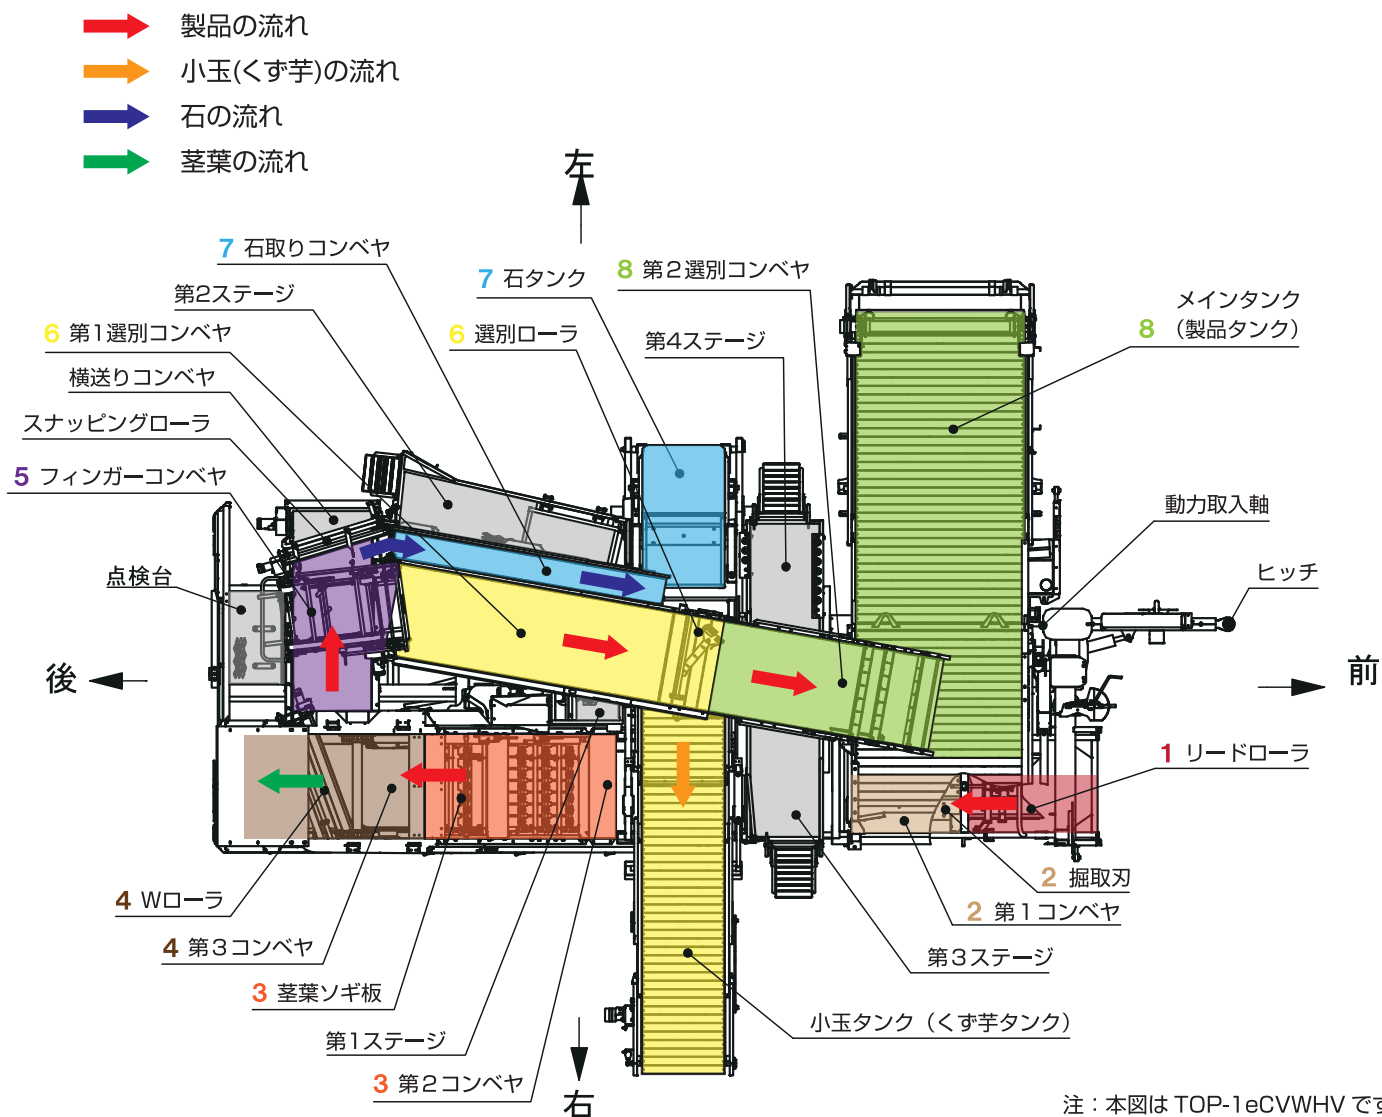 製品の流れ
小玉(くず芋)の流れ
石の流れ
茎葉の流れ
左
7 石取りコンベヤ
第2ステージ
6 第1選別コンベヤ
横送りコンベヤ
スナッピングローラ
5 フィンガーコンベヤ
点検台
7 石タンク
6 選別ローラ
8 第2選別コンベヤ
第4ステージ
メインタンク
8 （製品タンク）
動力取入軸
ヒッチ
後
前
1 リードローラ
2 掘取刃
2 第1コンベヤ
第3ステージ
小玉タンク（くず芋タンク）
4 Wローラ
4 第3コンベヤ
3 茎葉ソギ板
第1ステージ
3 第2コンベヤ
右
注：本図は TOP-1eCVWHV です